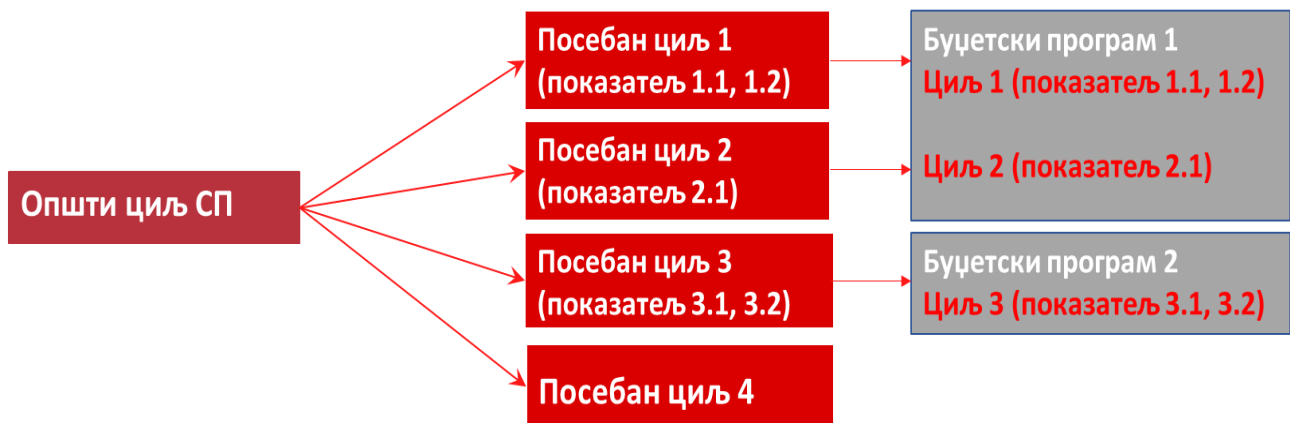 Општи циљ СП
Посебан циљ 1
(показатељ 1.1, 1.2)
Посебан циљ 2
(показатељ 2.1)
Посебан циљ 3
(показатељ 3.1, 3.2)
Посебан циљ 4
Буџетски програм 1
Циљ 1 (показатељ 1.1, 1.2)
Циљ 2 (показатељ 2.1)
Буџетски програм 2
Циљ 3 (показатељ 3.1, 3.2)